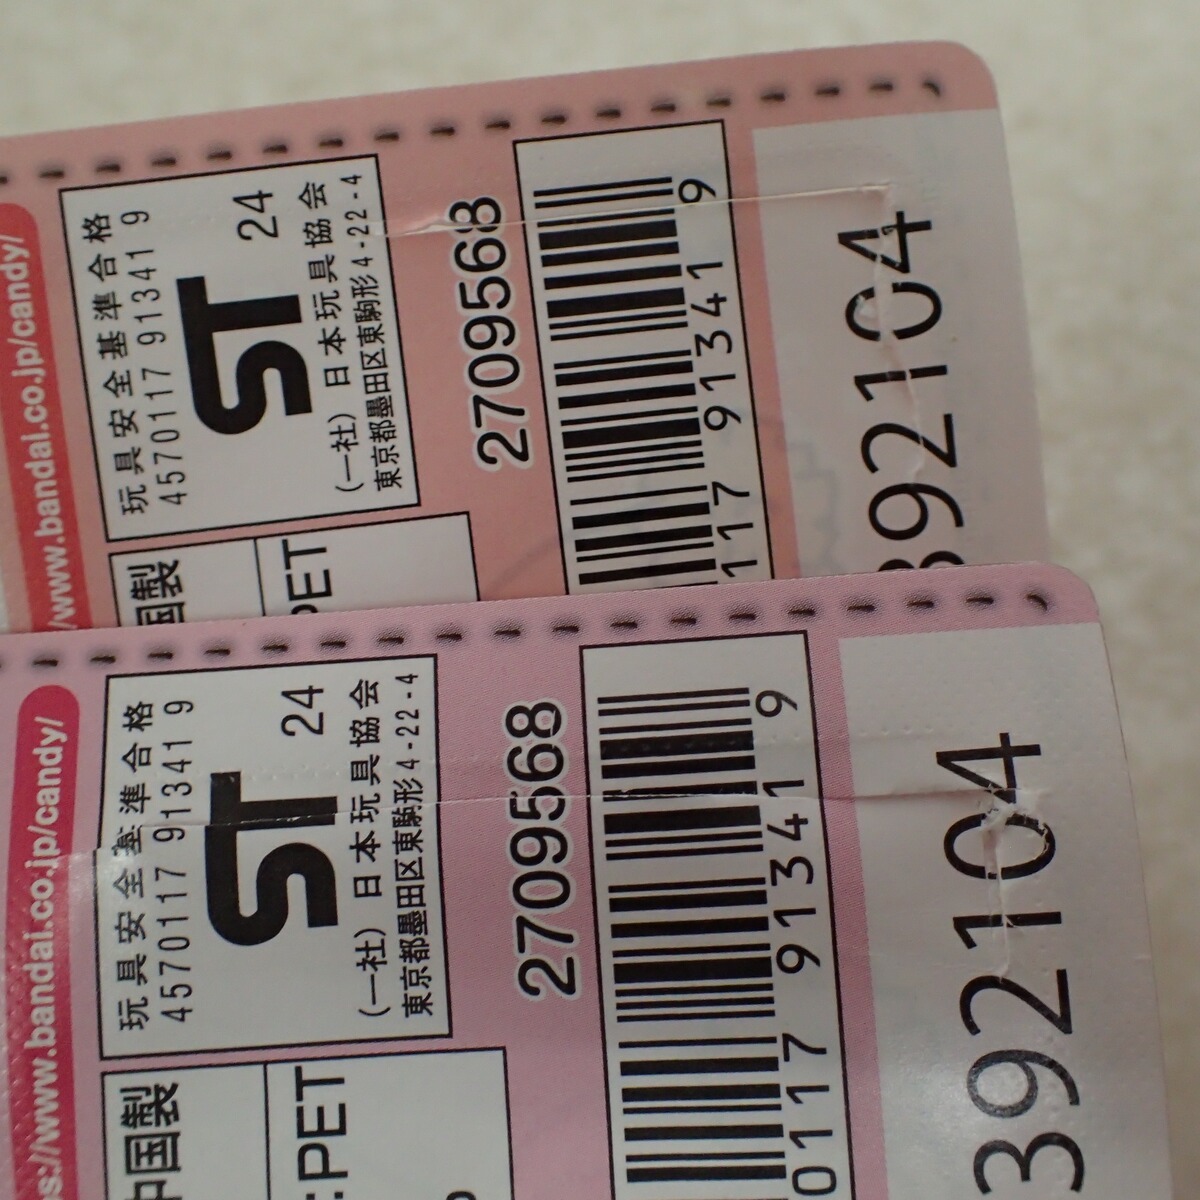 /www.bandai.co.jp/candy/
玩具安全基準合格
4570117 91341 9
ST 24
(一社) 日本玩具協会
東京都墨田区東駒形4-22-4
国製
PET
2709568
117 91341 9
392104
s://www.bandai.co.jp/candy/
玩具安全基準合格
4570117 91341 9
ST 24
(一社) 日本玩具協会
東京都墨田区東駒形4-22-4
中国製
:PET
2709568
0117 91341 9
392104